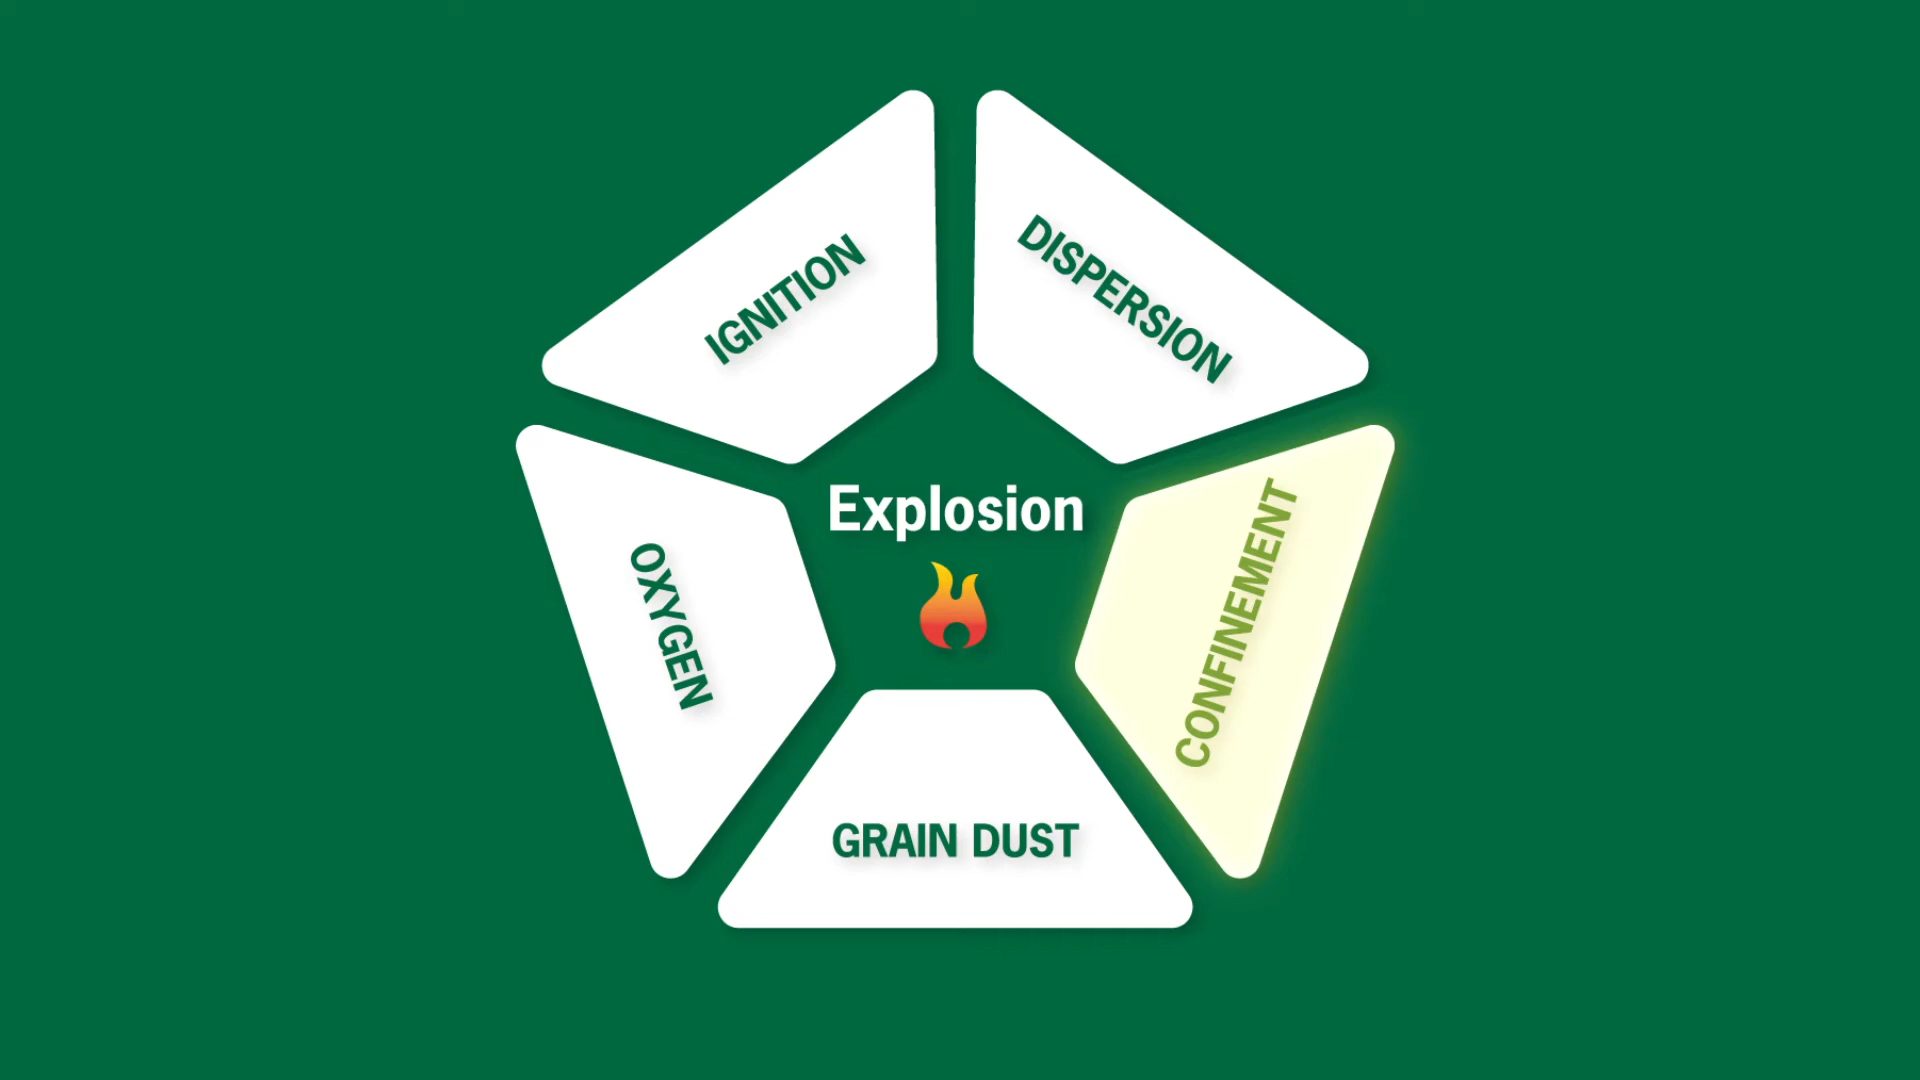 IGNITION
DISPERSION
Explosion
OXYGEN
CONFINEMENT
GRAIN DUST